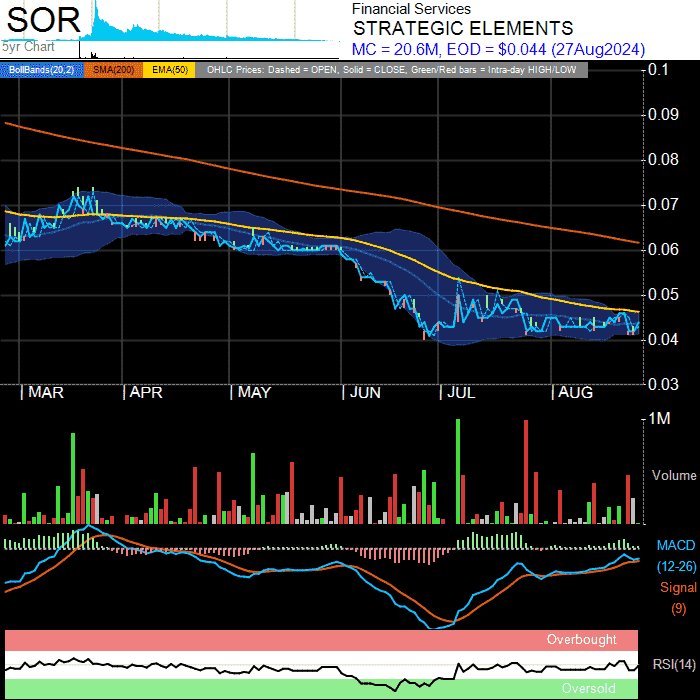 SOR
5yr Chart
Financial Services
STRATEGIC ELEMENTS
MC = 20.6M, EOD = $0.044 (27Aug2024)
BollBands(20,2) SMA(200) EMA(50) OHLC Prices: Dashed = OPEN, Solid = CLOSE, Green/Red bars = Intra-day HIGH/LOW
0.1
0.09
0.08
0.07
0.06
0.05
0.04
0.03
MAR APR MAY JUN JUL AUG
1M
Volume
MACD
(12-26)
Signal
(9)
Overbought
RSI(14)
Oversold